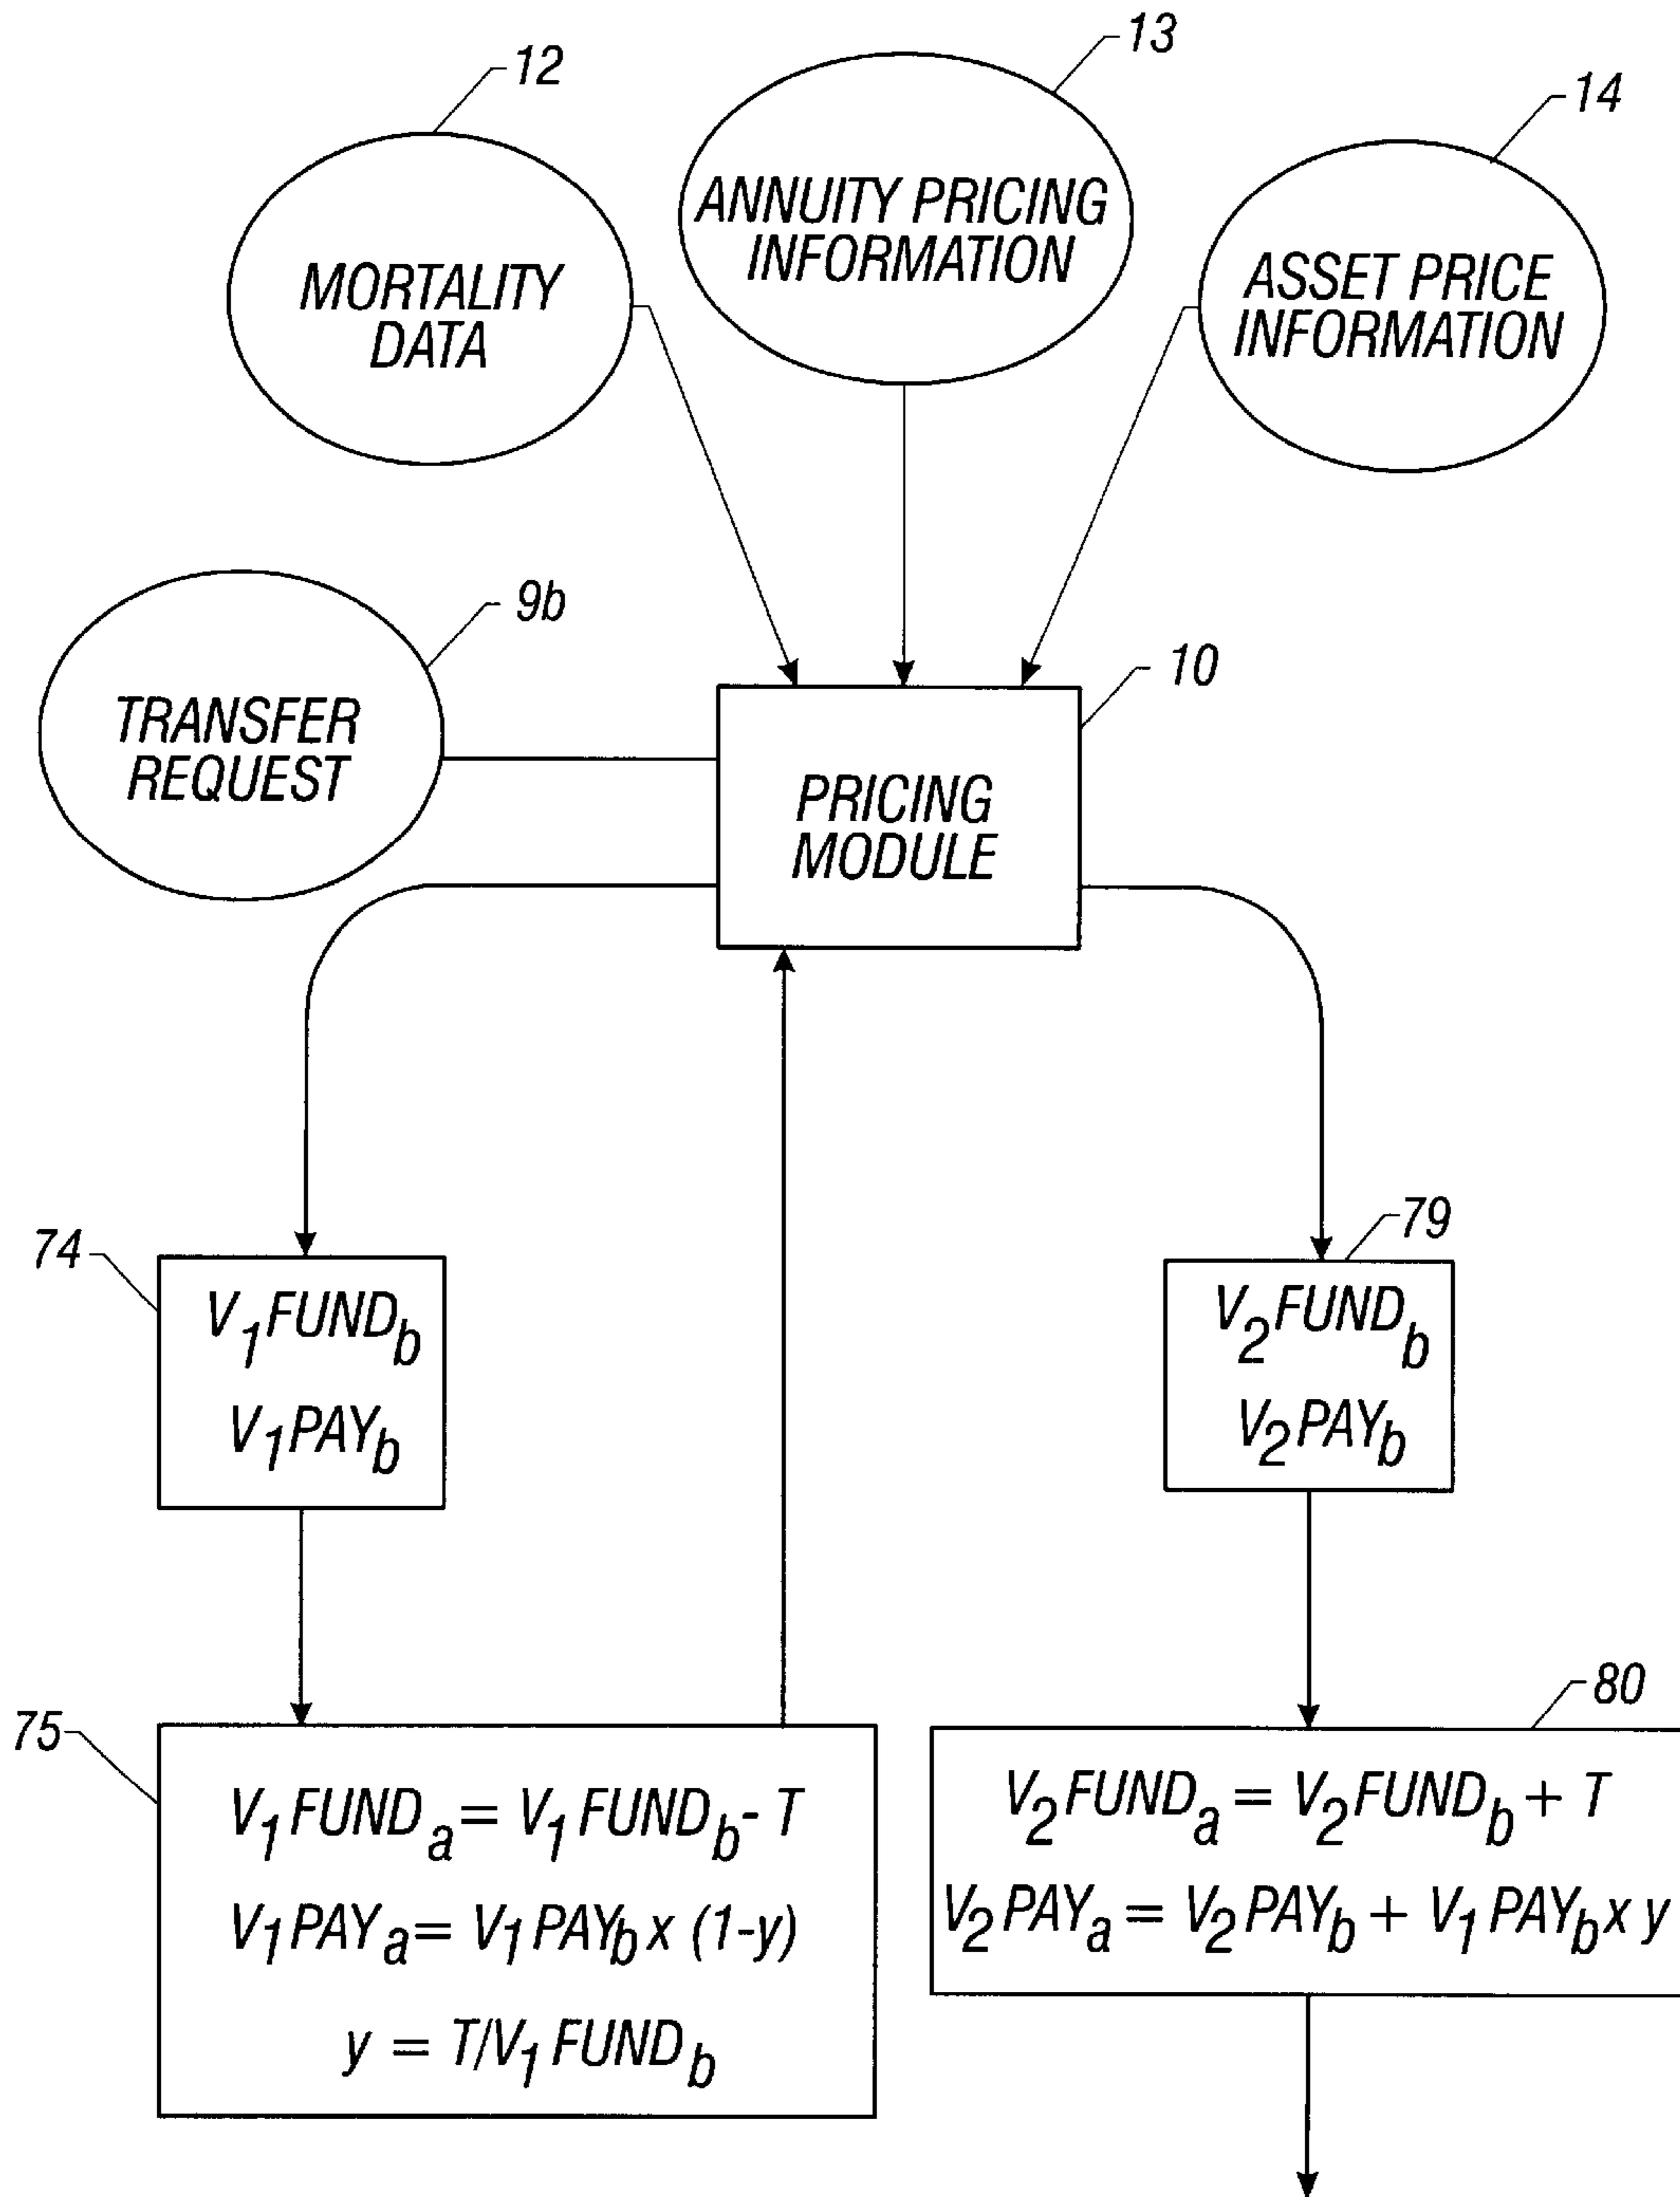 13
12
14
ANNUITY PRICING
INFORMATION
MORTALITY
DATA
ASSET PRICE
INFORMATION
9b
10
TRANSFER
REQUEST
PRICING
MODULE
74
79
V1FUNDb
V1PAYb
V2FUNDb
V2PAYb
75
80
V1FUNDa = V1FUNDb - T
V1PAYa = V1PAYb x (1-y)
y = T/V1FUNDb
V2FUNDa = V2FUNDb + T
V2PAYa = V2PAYb + V1PAYb x y